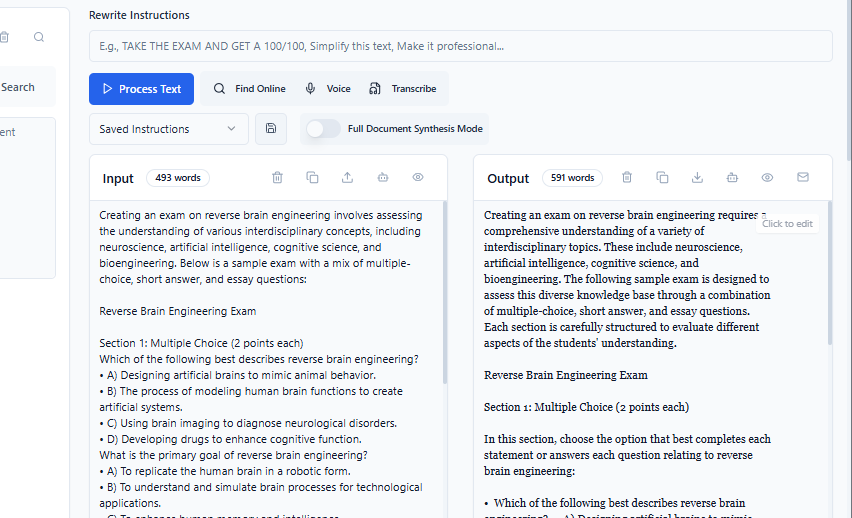 Rewrite Instructions
E.g., TAKE THE EXAM AND GET A 100/100, Simplify this text, Make it professional...
Search
Process Text
Find Online
Voice
Transcribe
ent
Saved Instructions
Full Document Synthesis Mode
Input
493 words
Creating an exam on reverse brain engineering involves assessing
the understanding of various interdisciplinary concepts, including
neuroscience, artificial intelligence, cognitive science, and
bioengineering. Below is a sample exam with a mix of multiple-
choice, short answer, and essay questions:
Reverse Brain Engineering Exam
Section 1: Multiple Choice (2 points each)
Which of the following best describes reverse brain engineering?
• A) Designing artificial brains to mimic animal behavior.
• B) The process of modeling human brain functions to create
artificial systems.
• C) Using brain imaging to diagnose neurological disorders.
• D) Developing drugs to enhance cognitive function.
What is the primary goal of reverse brain engineering?
• A) To replicate the human brain in a robotic form.
• B) To understand and simulate brain processes for technological
applications.
• C) To enhance human memory and intelligence.
Output
591 words
Creating an exam on reverse brain engineering requires a
Click to edit
comprehensive understanding of a variety of
interdisciplinary topics. These include neuroscience,
artificial intelligence, cognitive science, and
bioengineering. The following sample exam is designed to
assess this diverse knowledge base through a combination
of multiple-choice, short answer, and essay questions.
Each section is carefully structured to evaluate different
aspects of the students' understanding.
Reverse Brain Engineering Exam
Section 1: Multiple Choice (2 points each)
In this section, choose the option that best completes each
statement or answers each question relating to reverse
brain engineering:
• Which of the following best describes reverse brain
engineering? A) Designing artificial brains to mimic